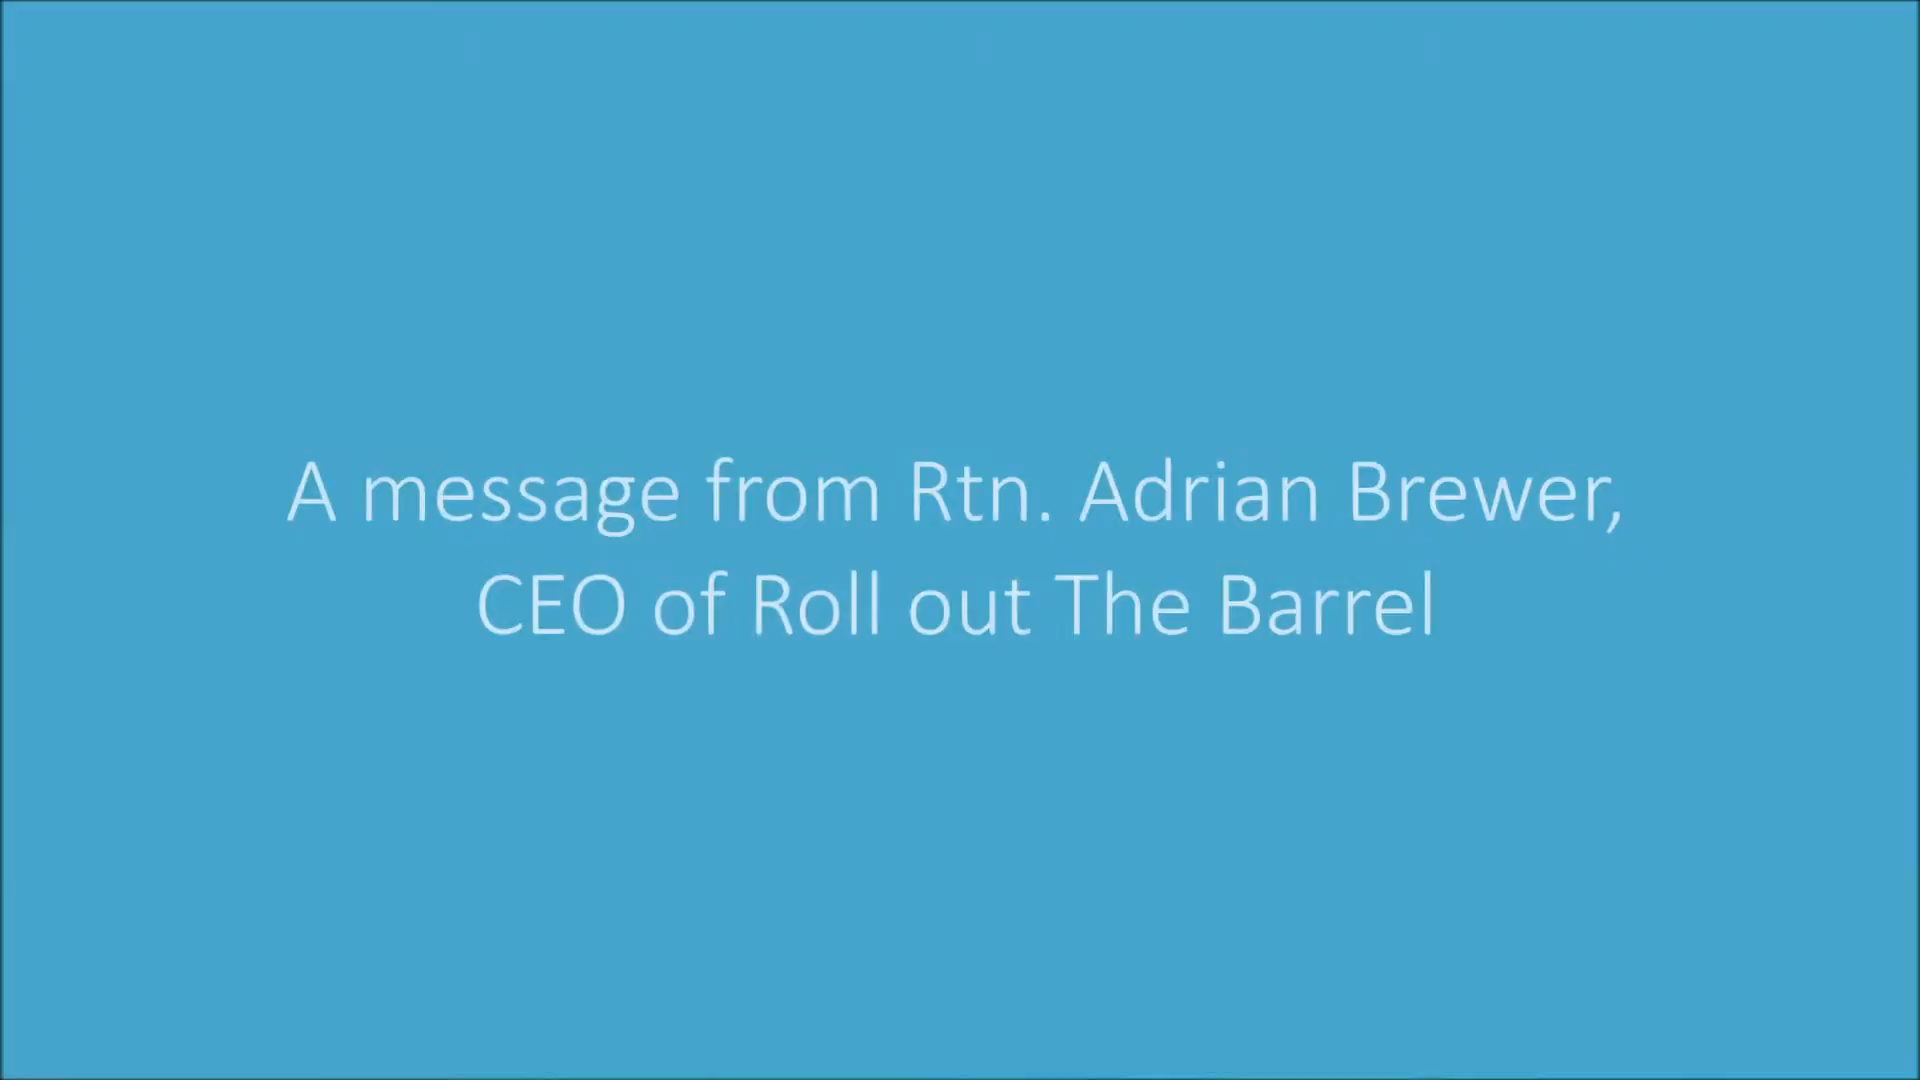 A message from Rtn. Adrian Brewer,
CEO of Roll out The Barrel